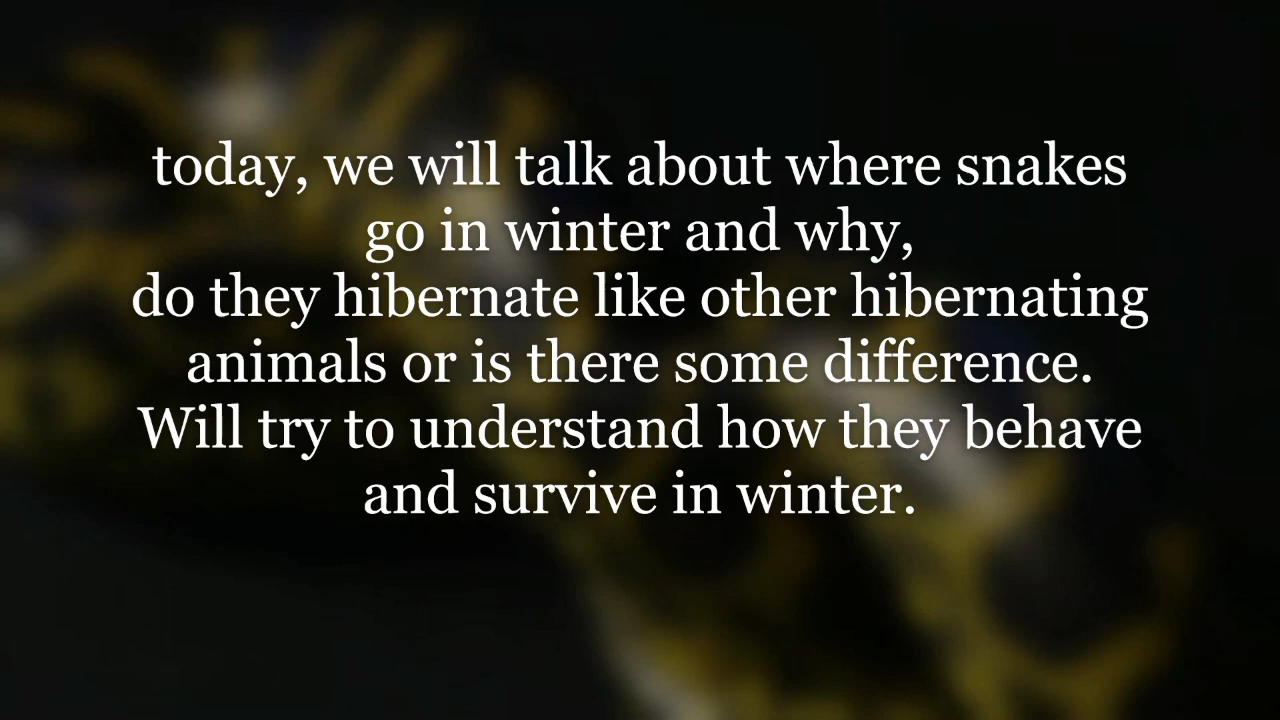 today, we will talk about where snakes
go in winter and why,
do they hibernate like other hibernating
animals or is there some difference.
Will try to understand how they behave
and survive in winter.